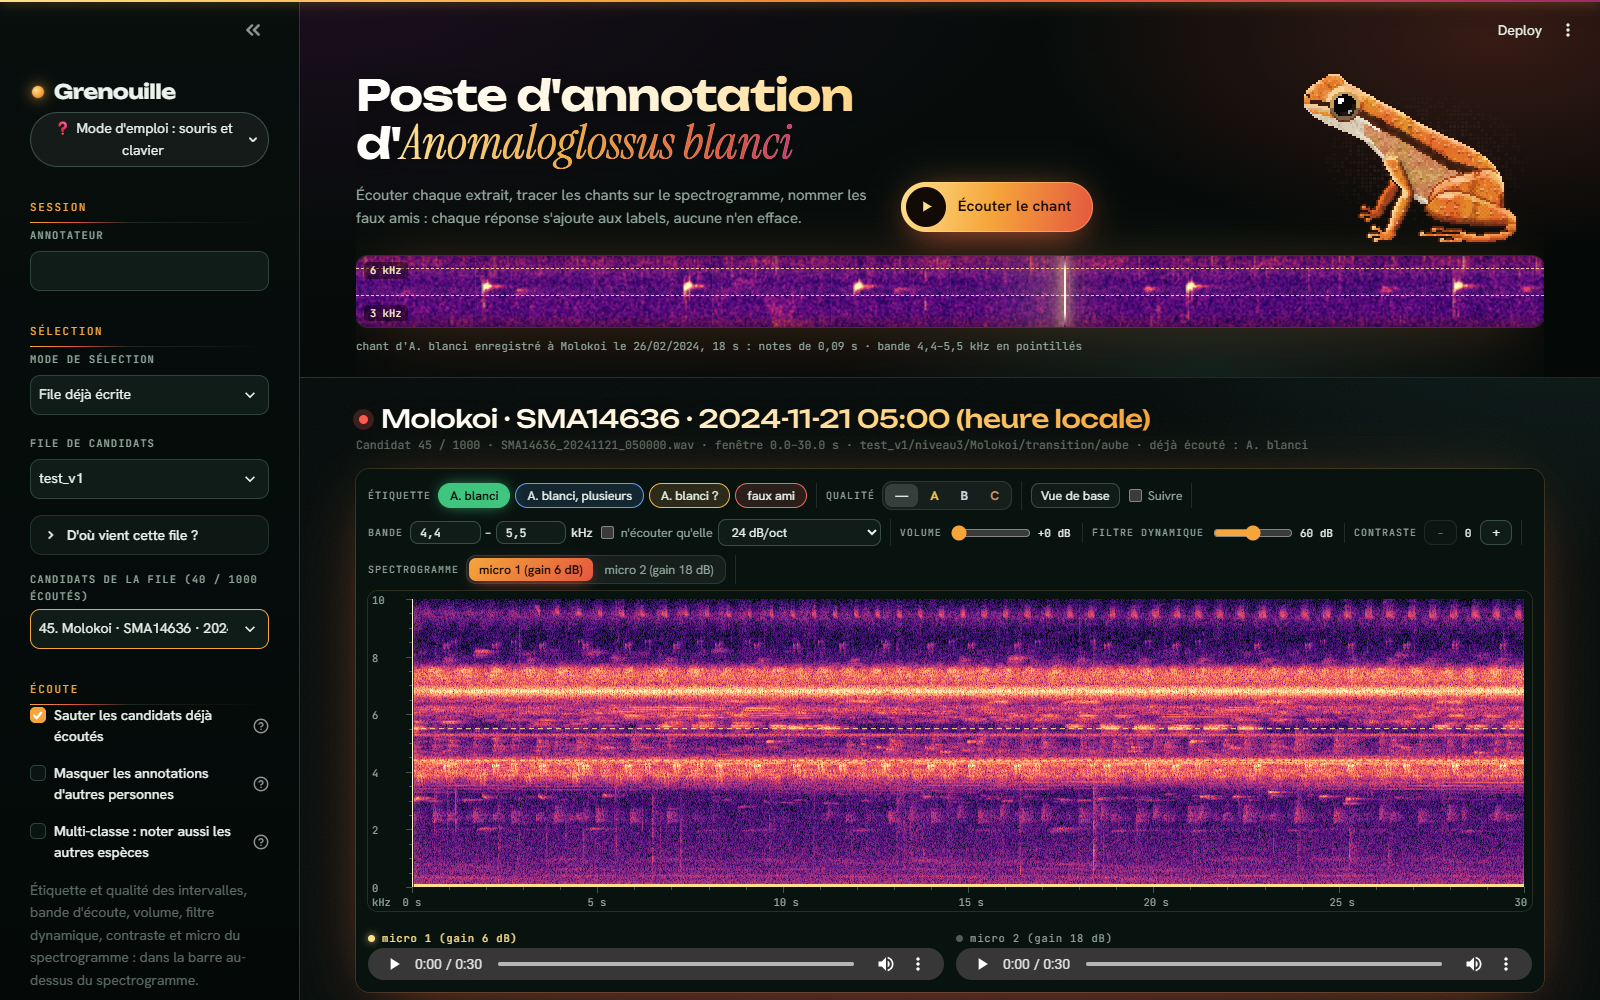 Deploy
Grenouille
❓ Mode d'emploi : souris et
clavier
SESSION
ANNOTATEUR
SÉLECTION
MODE DE SÉLECTION
File déjà écrite
FILE DE CANDIDATS
test_v1
D'où vient cette file ?
CANDIDATS DE LA FILE (40 / 1000
ÉCOUTÉS)
45. Molokoi · SMA14636 · 202
ÉCOUTE
Sauter les candidats déjà
écoutés
Masquer les annotations
d'autres personnes
Multi-classe : noter aussi les
autres espèces
Étiquette et qualité des intervalles,
bande d'écoute, volume, filtre
dynamique, contraste et micro du
spectrogramme : dans la barre au-
dessus du spectrogramme.
Poste d'annotation
d'Anomaloglossus blanci
Écouter chaque extrait, tracer les chants sur le spectrogramme, nommer les
faux amis : chaque réponse s'ajoute aux labels, aucune n'en efface.
Écouter le chant
6 kHz
3 kHz
chant d'A. blanci enregistré à Molokoi le 26/02/2024, 18 s : notes de 0,09 s · bande 4,4–5,5 kHz en pointillés
Molokoi · SMA14636 · 2024-11-21 05:00 (heure locale)
Candidat 45 / 1000 · SMA14636_20241121_050000.wav · fenêtre 0.0–30.0 s · test_v1/niveau3/Molokoi/transition/aube · déjà écouté : A. blanci
ÉTIQUETTE A. blanci A. blanci, plusieurs A. blanci ? faux ami QUALITÉ — A B C Vue de base Suivre
BANDE 4,4 – 5,5 kHz n'écouter qu'elle 24 dB/oct VOLUME +0 dB FILTRE DYNAMIQUE 60 dB CONTRASTE - 0 +
SPECTROGRAMME micro 1 (gain 6 dB) micro 2 (gain 18 dB)
10
8
6
4
2
0
kHz 0 s 5 s 10 s 15 s 20 s 25 s 30
micro 1 (gain 6 dB) micro 2 (gain 18 dB)
0:00 / 0:30 0:00 / 0:30